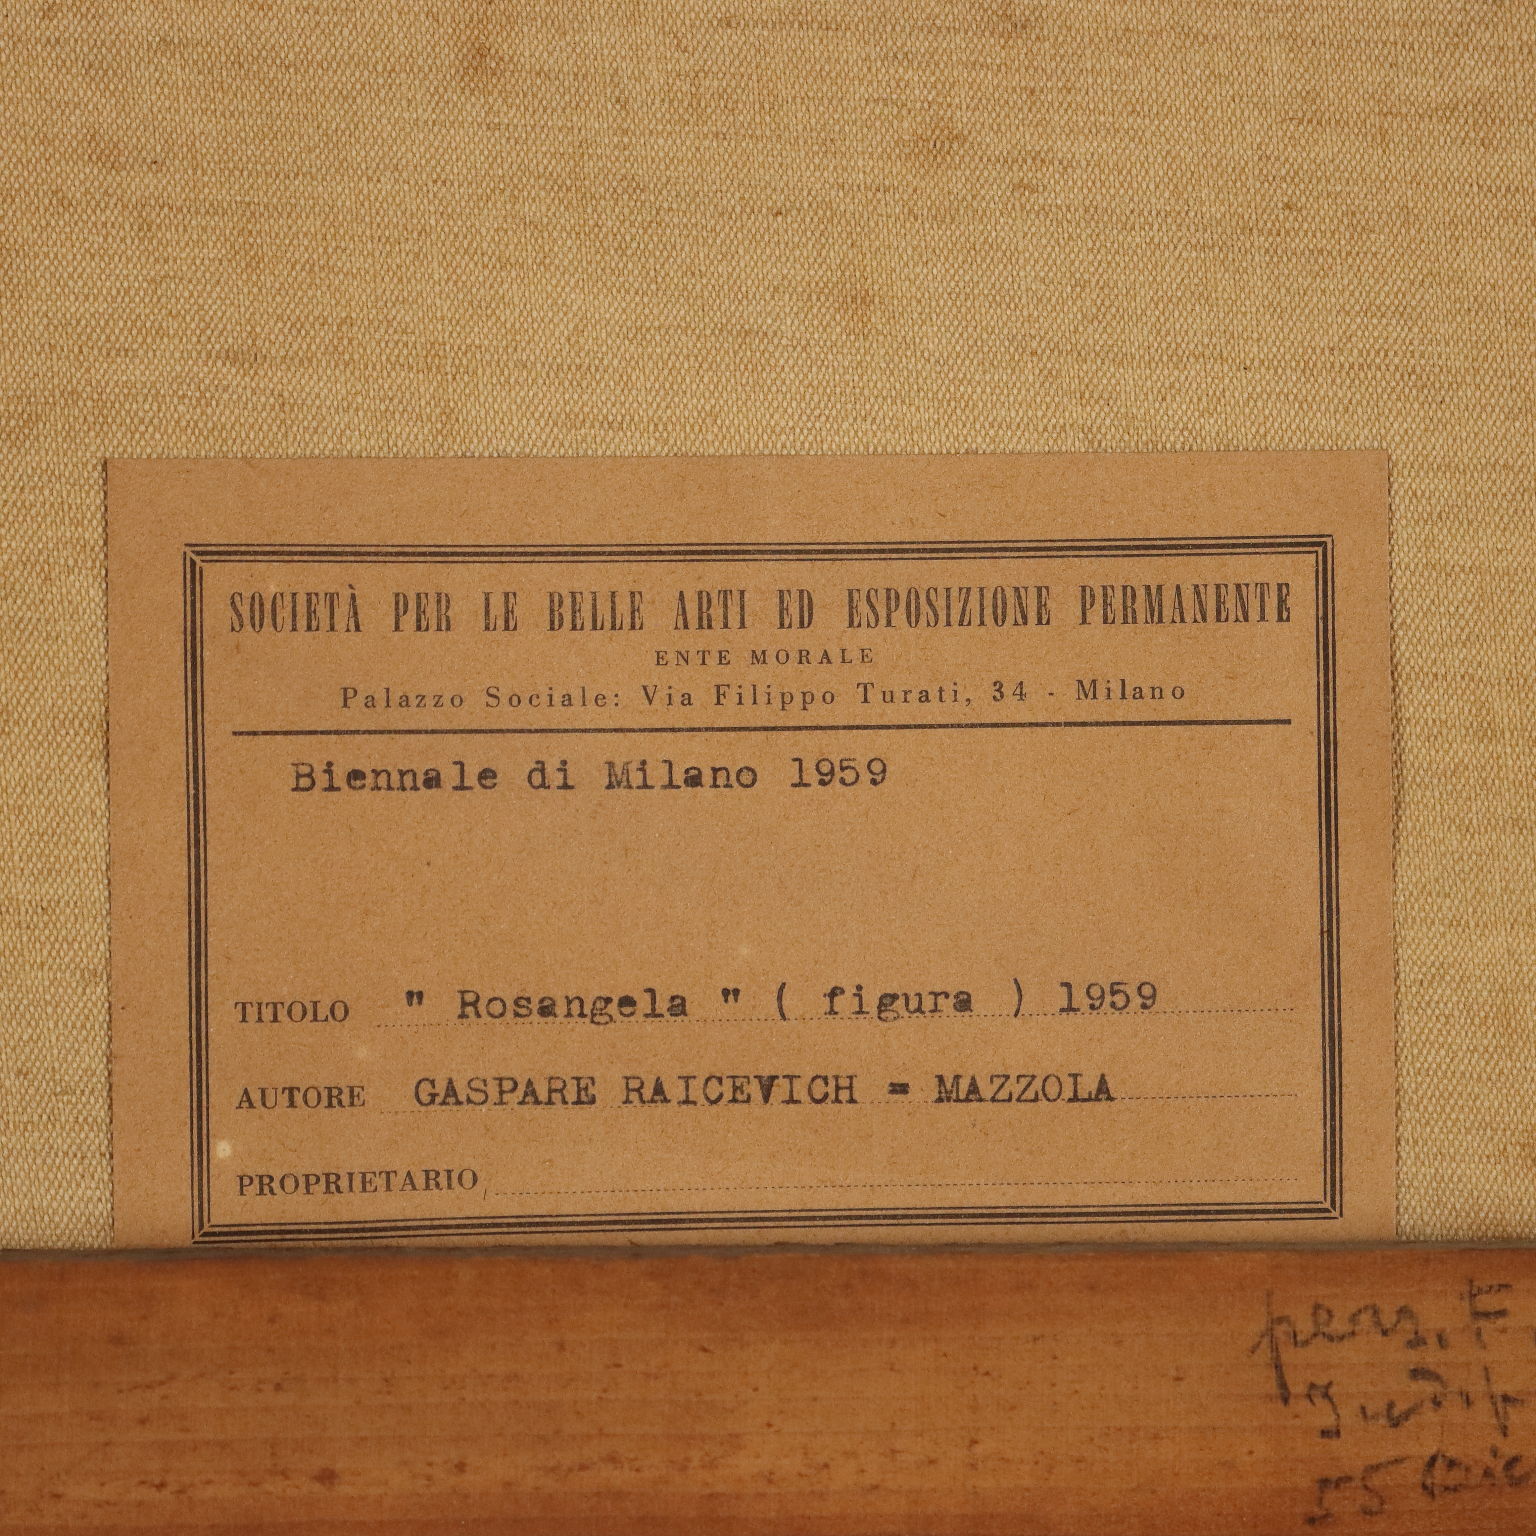 SOCIETÀ PER LE BELLE ARTI ED ESPOSIZIONE PERMANENTE
ENTE MORALE
Palazzo Sociale: Via Filippo Turati, 34 - Milano
Biennale di Milano 1959
TITOLO " Rosangela " ( figura ) 1959
AUTORE GASPARE RAICEVICH = MAZZOLA
PROPRIETARIO
55